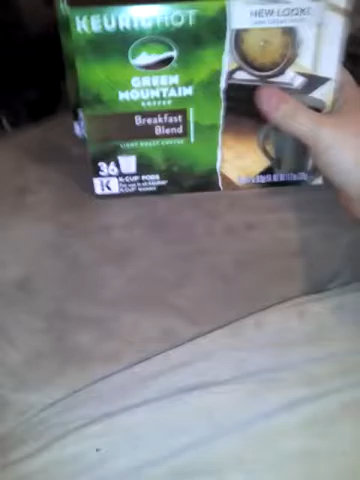 KEURIG HOT
NEW LOOK!
GREEN
MOUNTAIN
COFFEE
Breakfast
Blend
LIGHT ROAST COFFEE
36
K
K-CUP PODS